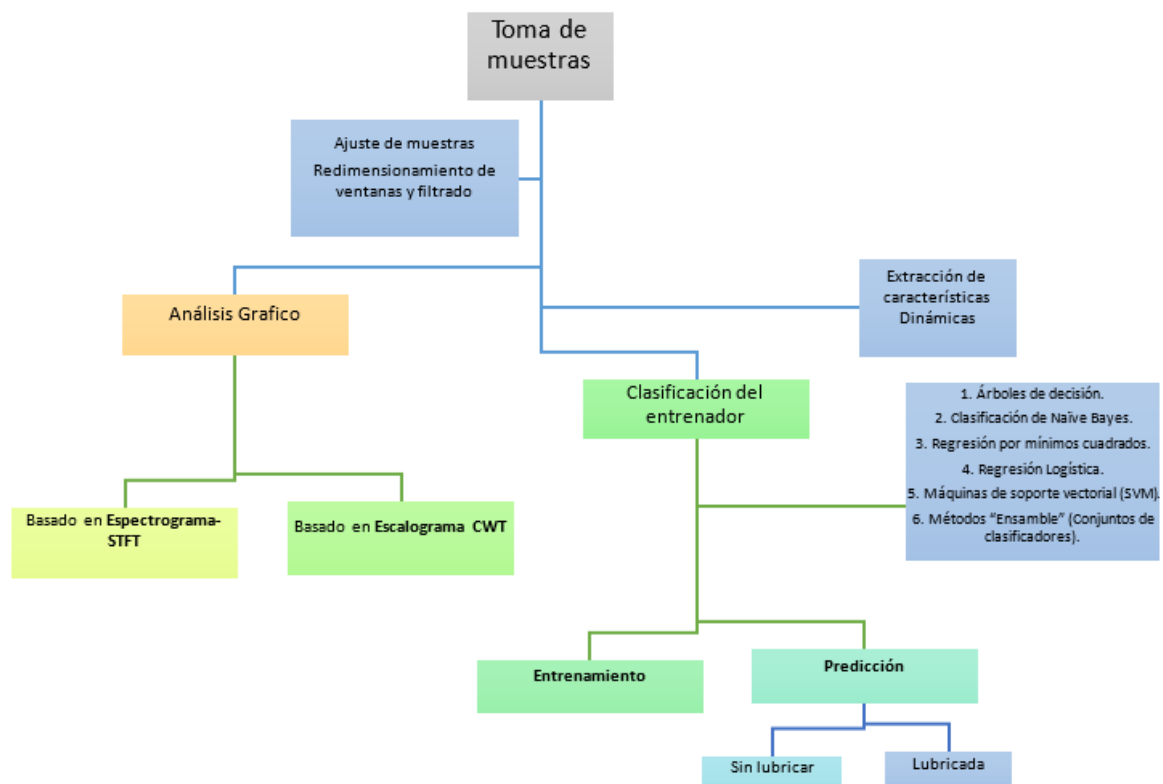 Toma de
muestras
Ajuste de muestras
Redimensionamiento de
ventanas y filtrado
Extracción de
características
Dinámicas
Análisis Grafico
Clasificación del
entrenador
1. Árboles de decisión.
2. Clasificación de Naïve Bayes.
3. Regresión por mínimos cuadrados.
4. Regresión Logística.
5. Máquinas de soporte vectorial (SVM).
6. Métodos “Ensamble” (Conjuntos de
clasificadores).
Basado en Espectrograma-
STFT
Basado en Escalograma CWT
Entrenamiento
Predicción
Sin lubricar
Lubricada